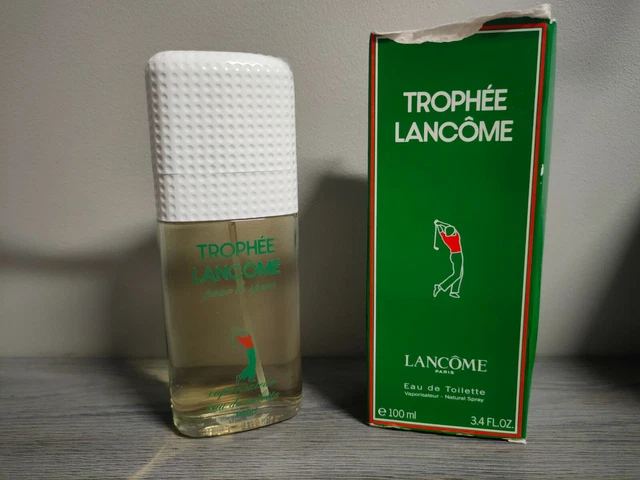 TROPHÉE
LANCÔME
TROPHÉE
LANCÔME
LANCÔME
PARIS
Eau de Toilette
Vaporisateur - Natural Spray
e 100 ml
3.4 FL.OZ.